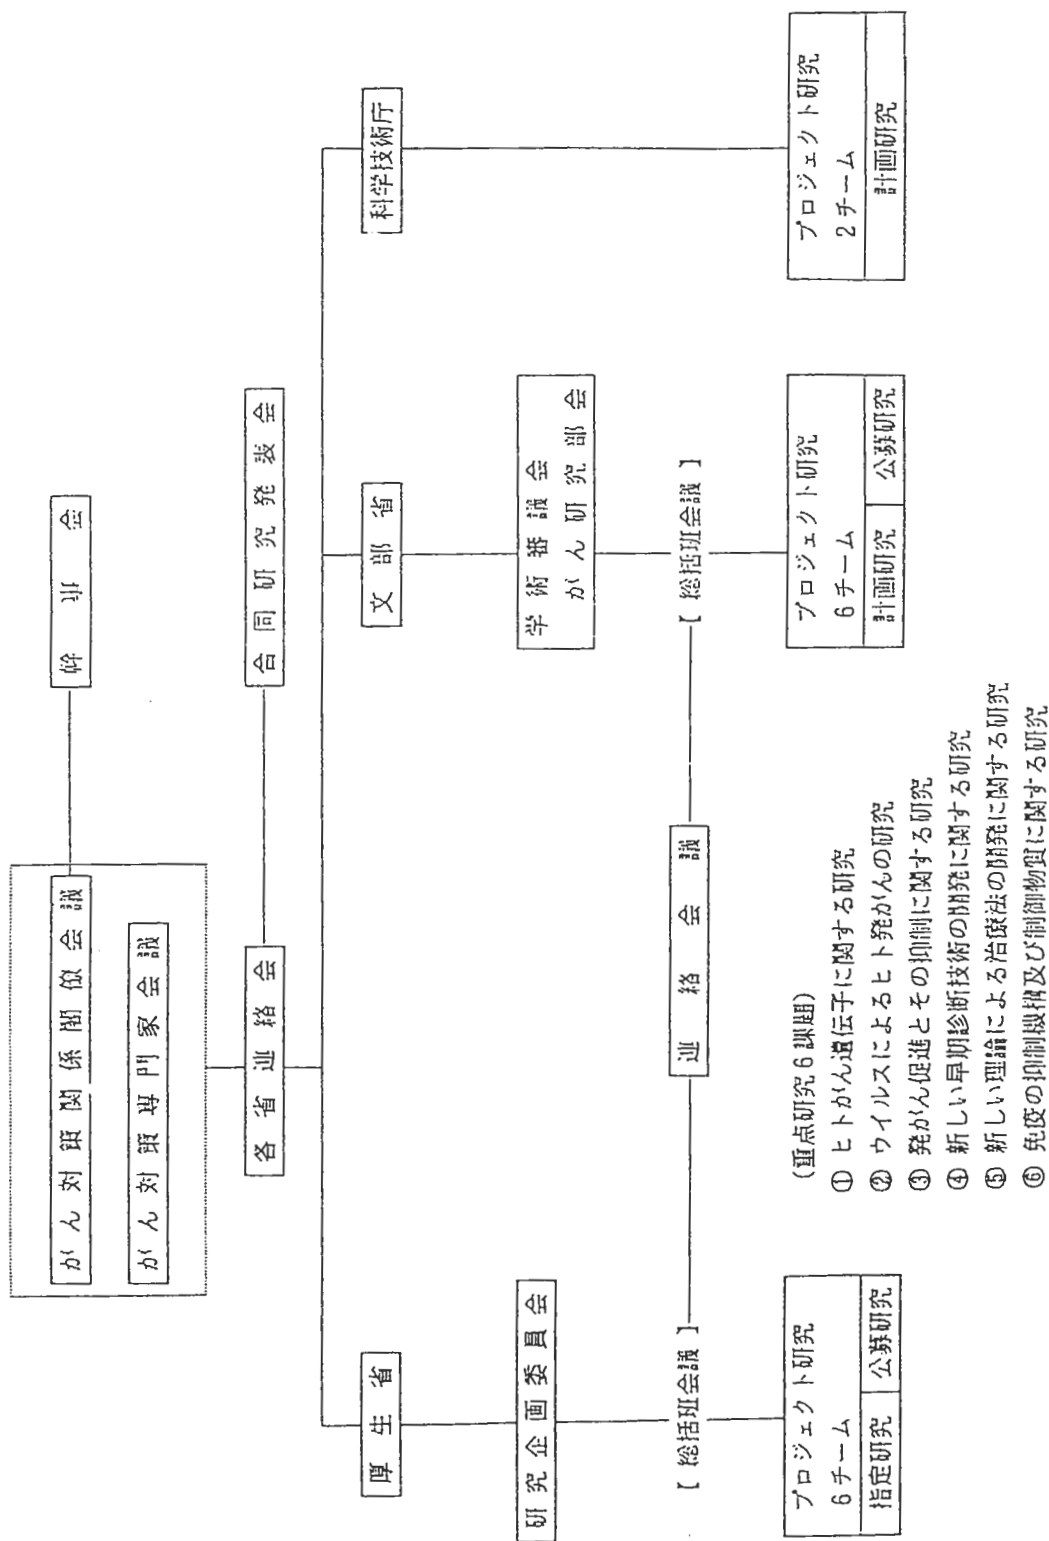 がん対策関係閣僚会議
幹事会
がん対策専門家会議
各省連絡会
合同研究発表会
厚生省
文部省
科学技術庁
研究企画委員会
学術審議会
がん研究部会
【総括班会議】
連絡会議
【総括班会議】
プロジェクト研究
6チーム
指定研究
公募研究
プロジェクト研究
6チーム
計画研究
公募研究
プロジェクト研究
2チーム
計画研究
(重点研究6課題)
① ヒトがん遺伝子に関する研究
② ウイルスによるヒト発がんの研究
③ 発がん促進とその抑制に関する研究
④ 新しい早期診断技術の開発に関する研究
⑤ 新しい理論による治療法の開発に関する研究
⑥ 免疫の抑制機構及び制御物質に関する研究